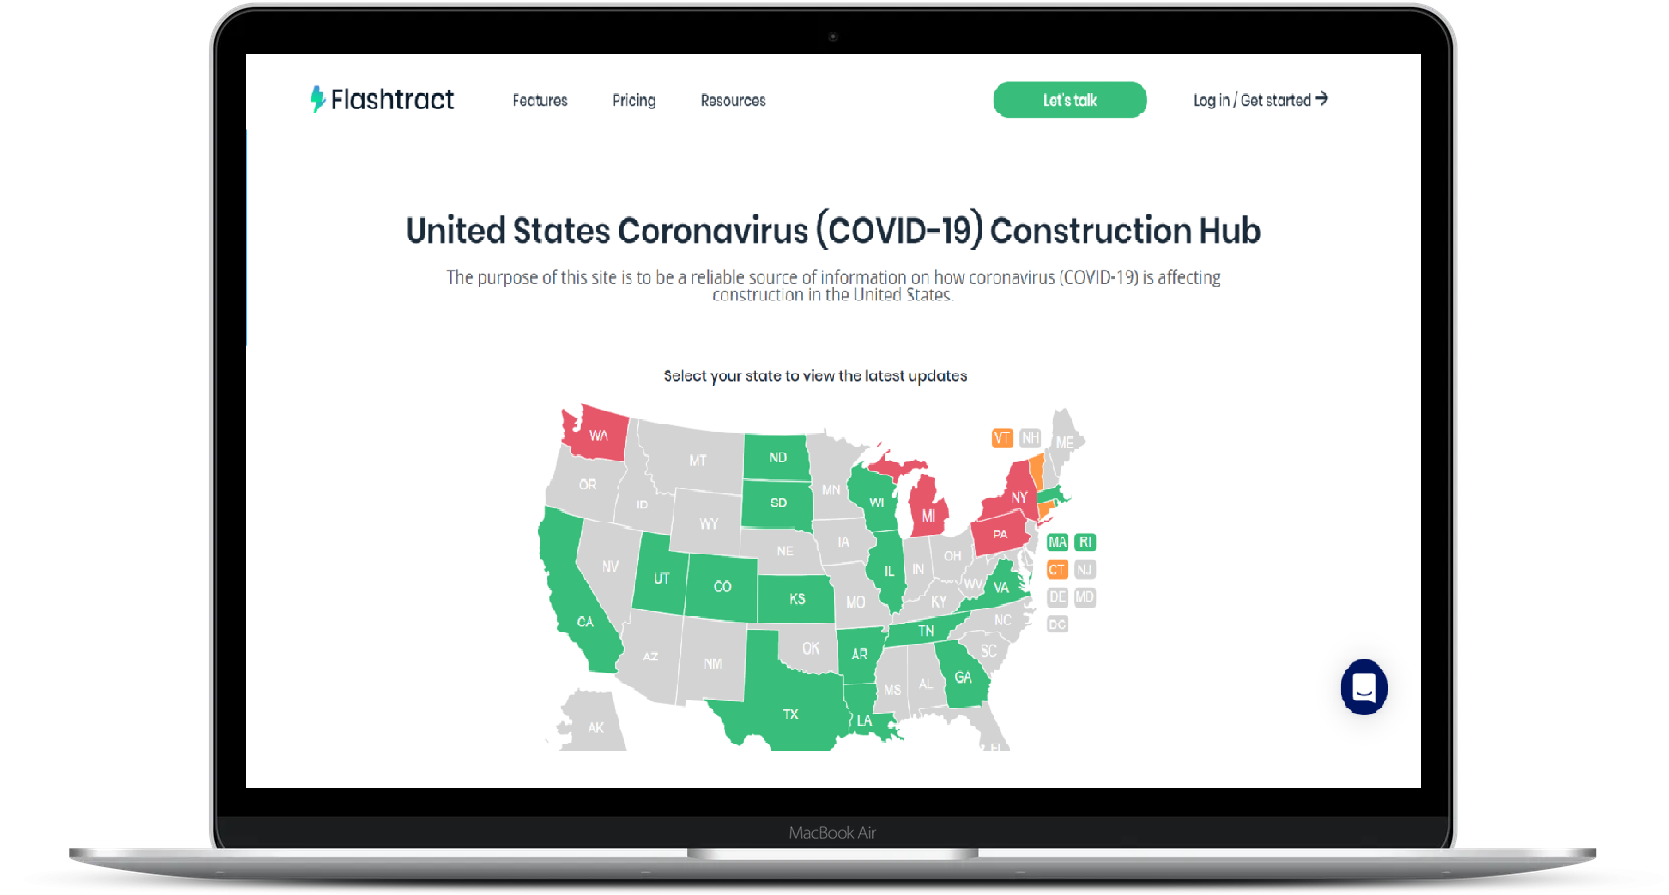 Flashtract
Features
Pricing
Resources
Let's talk
Log in / Get started →
United States Coronavirus (COVID-19) Construction Hub
The purpose of this site is to be a reliable source of information on how coronavirus (COVID-19) is affecting
construction in the United States.
Select your state to view the latest updates
WA
MT
ND
VT
NH
ME
OR
ID
MN
SD
WI
NY
WY
MI
PA
MA
RI
NE
IA
OH
NV
UT
CO
IL
IN
CT
NJ
KS
MO
WV
VA
KY
DE
MD
CA
TN
NC
DC
AZ
NM
OK
AR
SC
MS
AL
GA
TX
LA
AK
FL
MacBook Air